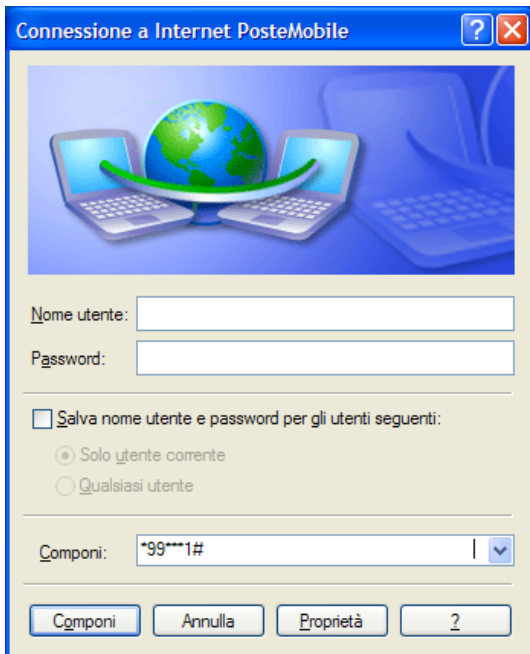 Connessione a Internet PosteMobile
Nome utente:
Password:
Salva nome utente e password per gli utenti seguenti:
Solo utente corrente
Qualsiasi utente
Componi: *99***1#
Componi Annulla Proprietà ?